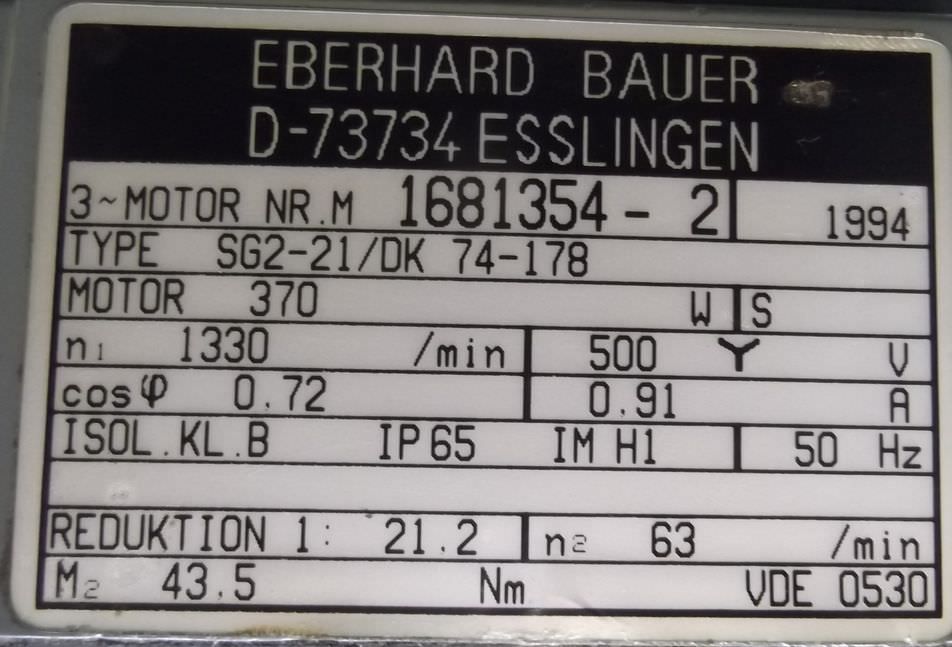 EBERHARD BAUER
D-73734 ESSLINGEN
3~MOTOR NR.M 1681354-2 1994
TYPE SG2-21/DK 74-178
MOTOR 370 W S
n₁ 1330 /min 500 Y V
cosφ 0.72 0.91 A
ISOL.KL.B IP65 IM H1 50 Hz
REDUKTION 1: 21.2 n₂ 63 /min
M₂ 43.5 Nm VDE 0530